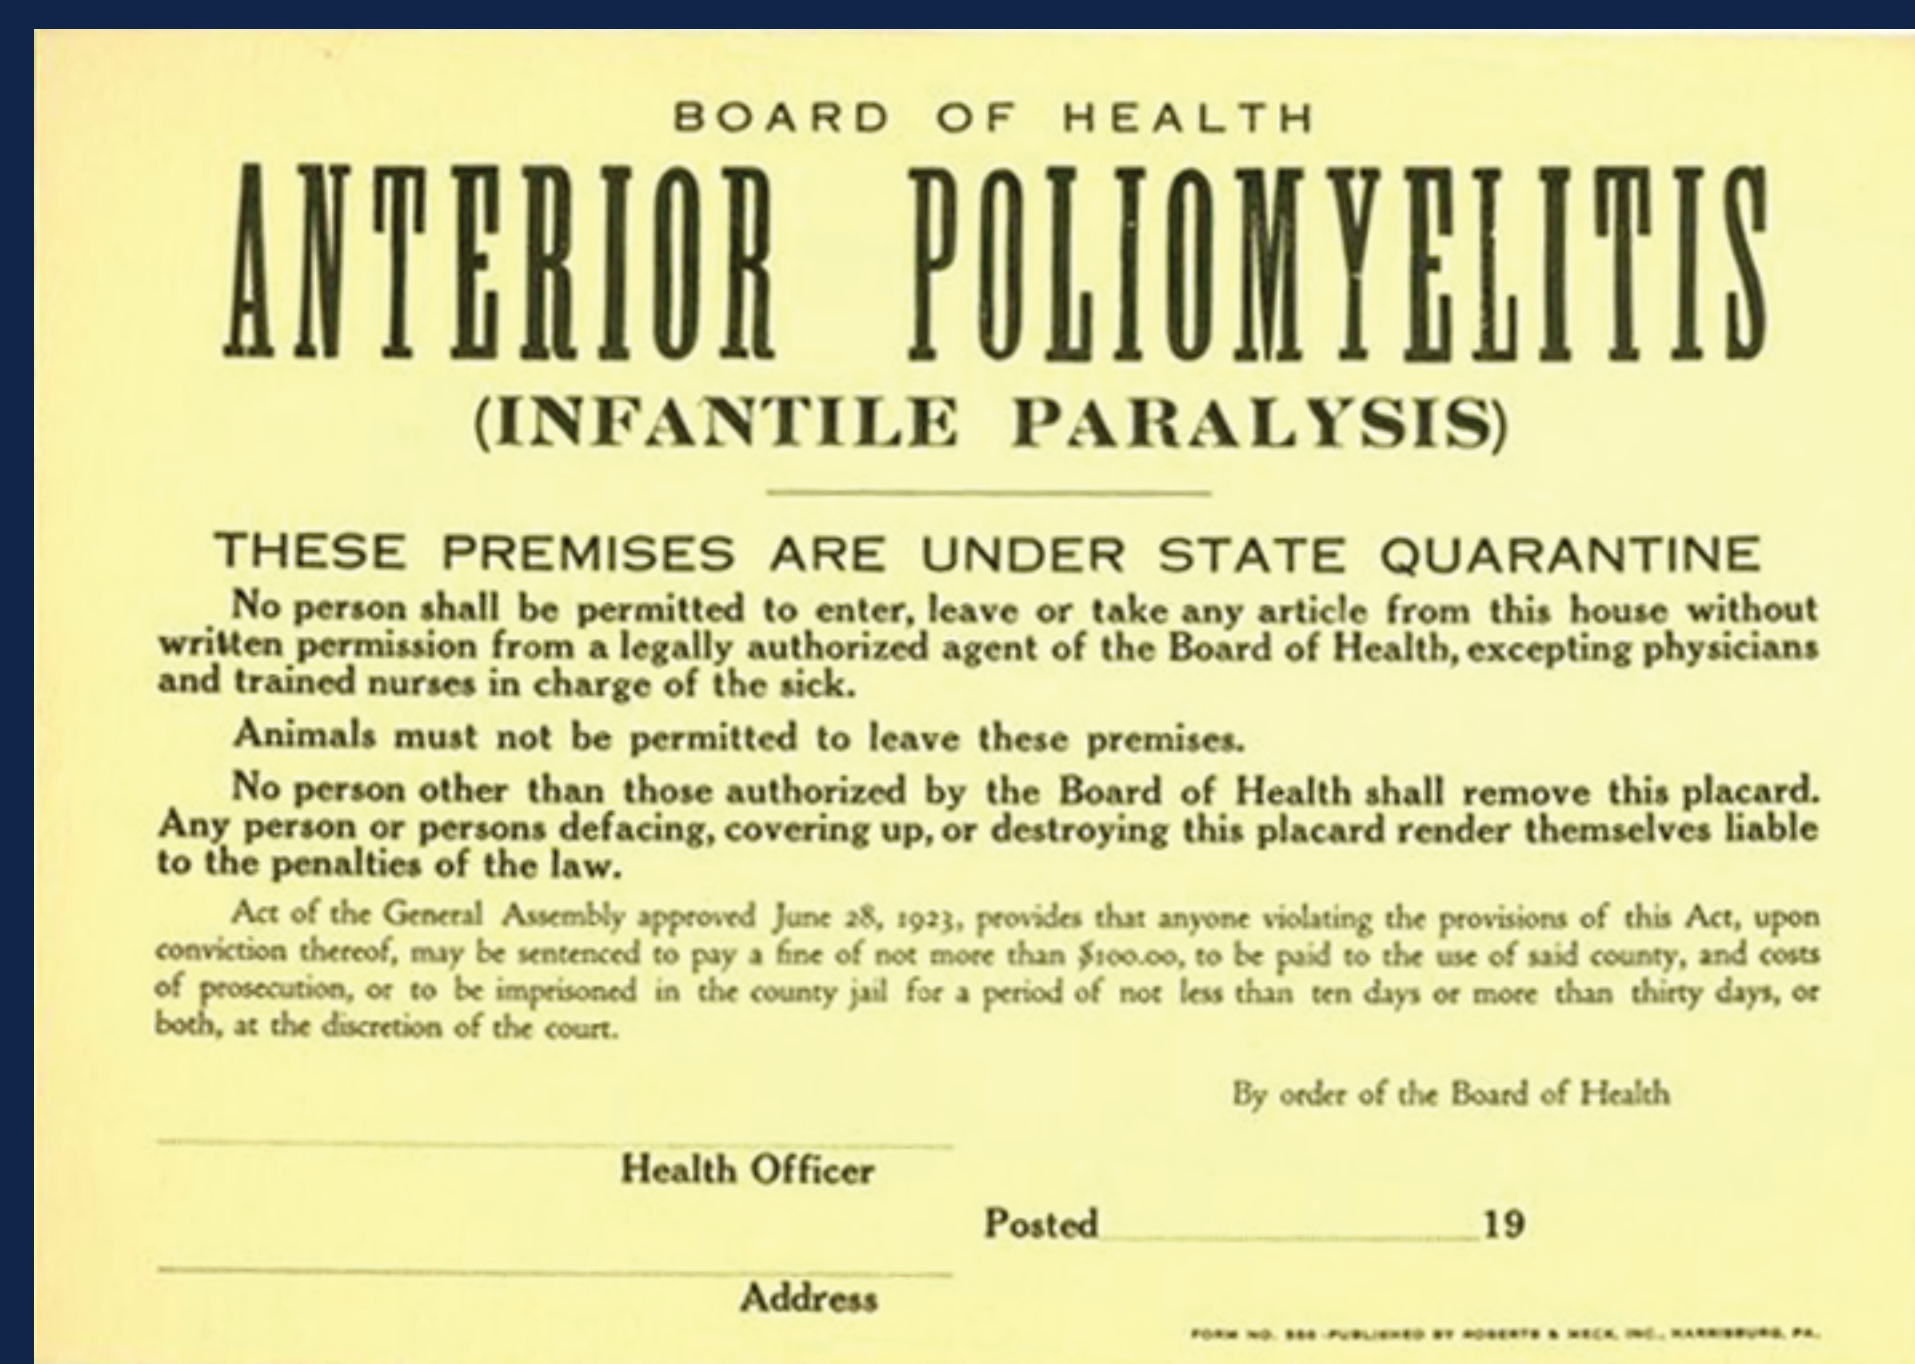 BOARD OF HEALTH
ANTERIOR POLIOMYELITIS
(INFANTILE PARALYSIS)
THESE PREMISES ARE UNDER STATE QUARANTINE
No person shall be permitted to enter, leave or take any article from this house without
written permission from a legally authorized agent of the Board of Health, excepting physicians
and trained nurses in charge of the sick.
Animals must not be permitted to leave these premises.
No person other than those authorized by the Board of Health shall remove this placard.
Any person or persons defacing, covering up, or destroying this placard render themselves liable
to the penalties of the law.
Act of the General Assembly approved June 28, 1923, provides that anyone violating the provisions of this Act, upon
conviction thereof, may be sentenced to pay a fine of not more than $100.00, to be paid to the use of said county, and costs
of prosecution, or to be imprisoned in the county jail for a period of not less than ten days or more than thirty days, or
both, at the discretion of the court.
By order of the Board of Health
Health Officer
Posted 19
Address
FORM NO. PUBLISHED BY ROBERTS & MECK, INC., HARRISBURG, PA.